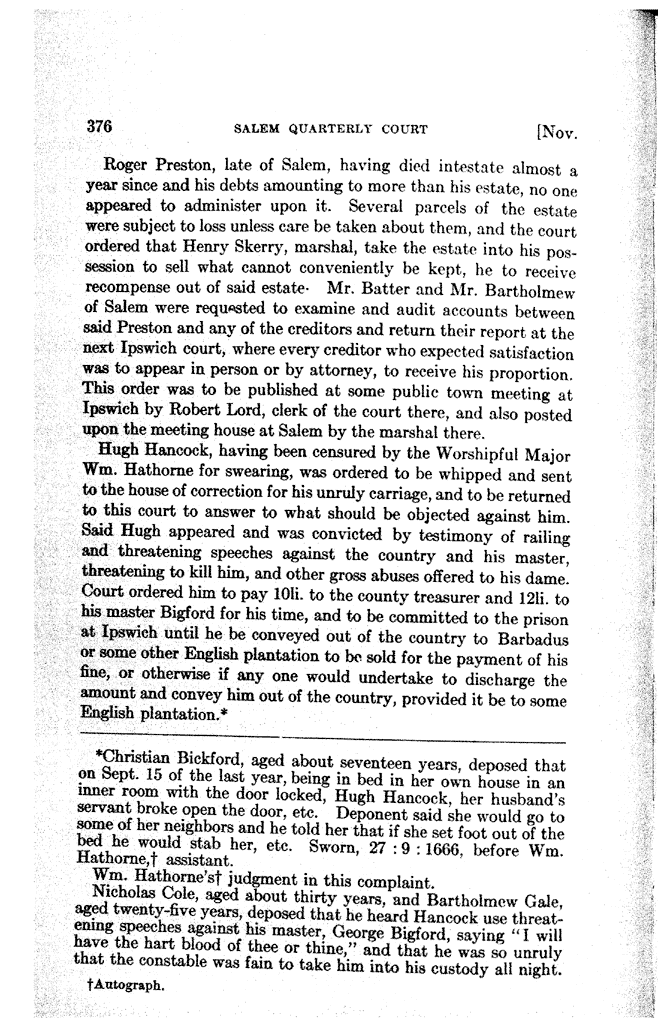 376 SALEM QUARTERLY COURT [Nov.
Roger Preston, late of Salem, having died intestate almost a
year since and his debts amounting to more than his estate, no one
appeared to administer upon it. Several parcels of the estate
were subject to loss unless care be taken about them, and the court
ordered that Henry Skerry, marshal, take the estate into his pos-
session to sell what cannot conveniently be kept, he to receive
recompense out of said estate. Mr. Batter and Mr. Bartholmew
of Salem were requested to examine and audit accounts between
said Preston and any of the creditors and return their report at the
next Ipswich court, where every creditor who expected satisfaction
was to appear in person or by attorney, to receive his proportion.
This order was to be published at some public town meeting at
Ipswich by Robert Lord, clerk of the court there, and also posted
upon the meeting house at Salem by the marshal there.
Hugh Hancock, having been censured by the Worshipful Major
Wm. Hathorne for swearing, was ordered to be whipped and sent
to the house of correction for his unruly carriage, and to be returned
to this court to answer to what should be objected against him.
Said Hugh appeared and was convicted by testimony of railing
and threatening speeches against the country and his master,
threatening to kill him, and other gross abuses offered to his dame.
Court ordered him to pay 10li. to the county treasurer and 12li. to
his master Bigford for his time, and to be committed to the prison
at Ipswich until he be conveyed out of the country to Barbadus
or some other English plantation to be sold for the payment of his
fine, or otherwise if any one would undertake to discharge the
amount and convey him out of the country, provided it be to some
English plantation.*
*Christian Bickford, aged about seventeen years, deposed that
on Sept. 15 of the last year, being in bed in her own house in an
inner room with the door locked, Hugh Hancock, her husband's
servant broke open the door, etc. Deponent said she would go to
some of her neighbors and he told her that if she set foot out of the
bed he would stab her, etc. Sworn, 27 : 9 : 1666, before Wm.
Hathorne,† assistant.
Wm. Hathorne's† judgment in this complaint.
Nicholas Cole, aged about thirty years, and Bartholmew Gale,
aged twenty-five years, deposed that he heard Hancock use threat-
ening speeches against his master, George Bigford, saying "I will
have the hart blood of thee or thine," and that he was so unruly
that the constable was fain to take him into his custody all night.
†Autograph.